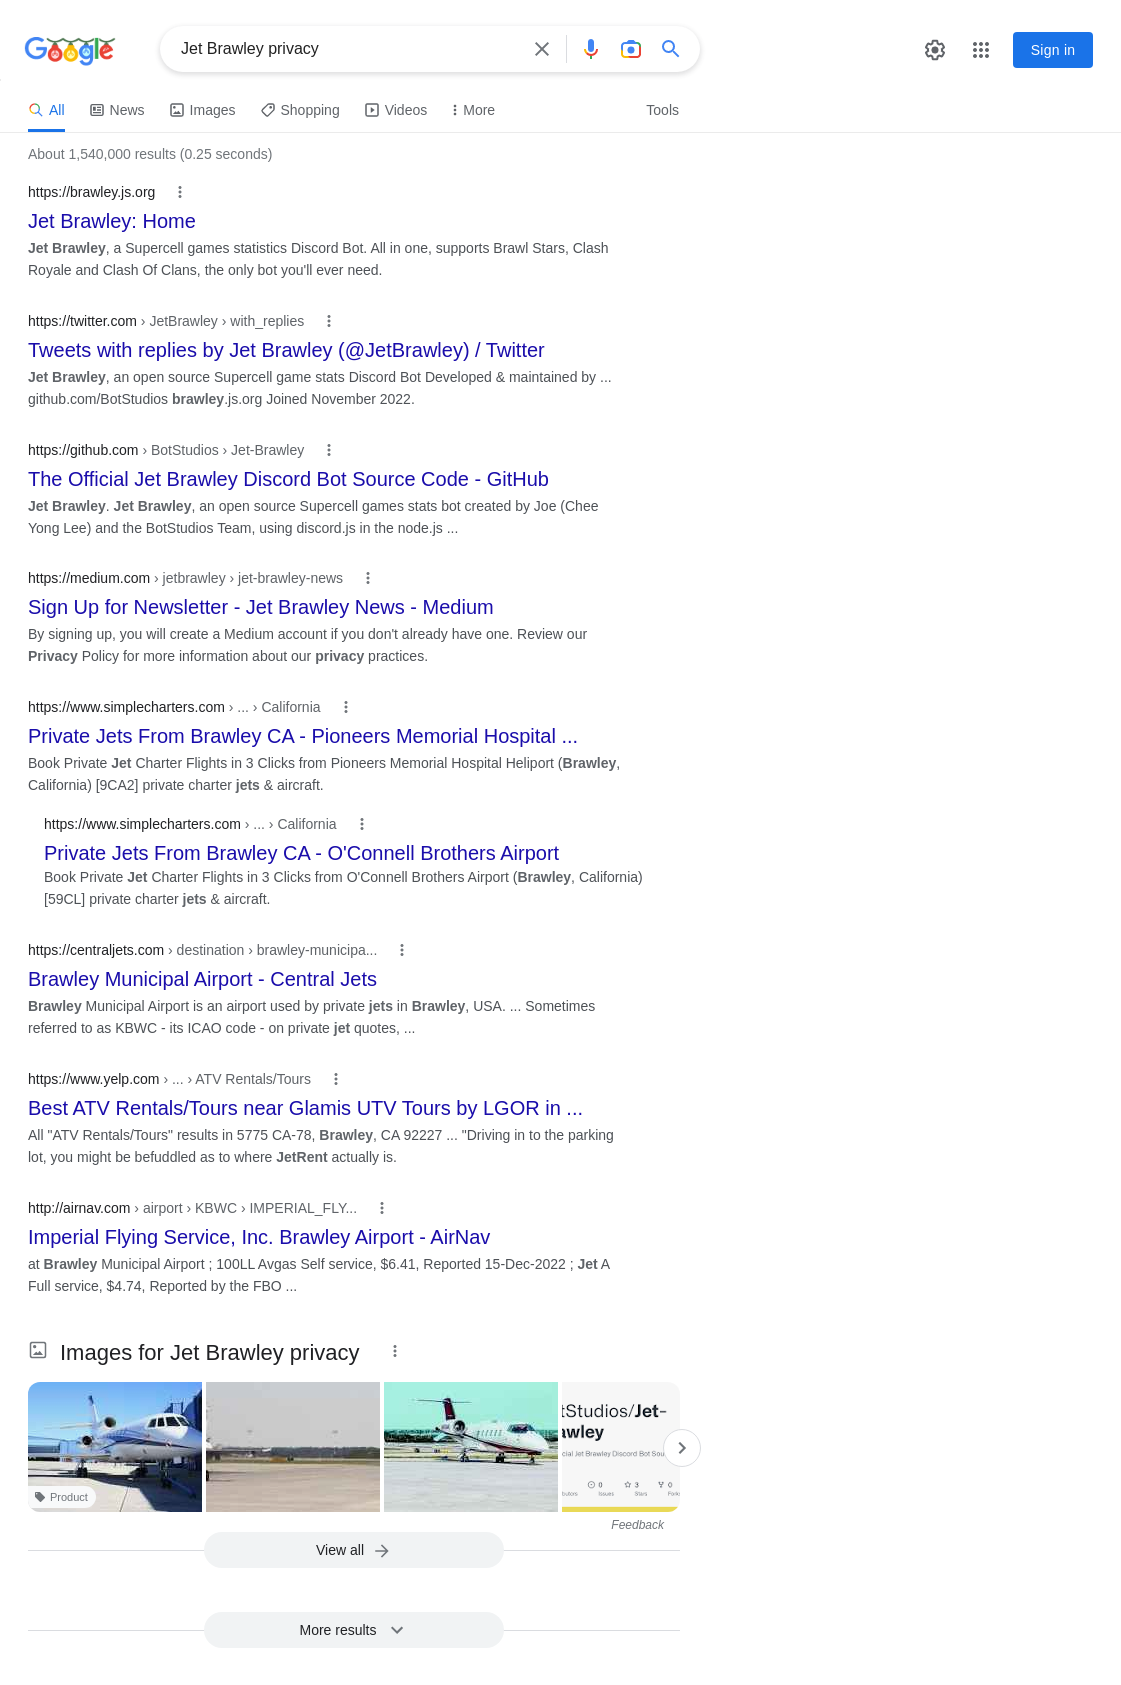 Google
Jet Brawley privacy
Sign in
All
News
Images
Shopping
Videos
More
Tools
About 1,540,000 results (0.25 seconds)
https://brawley.js.org
Jet Brawley: Home
Jet Brawley, a Supercell games statistics Discord Bot. All in one, supports Brawl Stars, Clash
Royale and Clash Of Clans, the only bot you'll ever need.
https://twitter.com › JetBrawley › with_replies
Tweets with replies by Jet Brawley (@JetBrawley) / Twitter
Jet Brawley, an open source Supercell game stats Discord Bot Developed & maintained by ...
github.com/BotStudios brawley.js.org Joined November 2022.
https://github.com › BotStudios › Jet-Brawley
The Official Jet Brawley Discord Bot Source Code - GitHub
Jet Brawley. Jet Brawley, an open source Supercell games stats bot created by Joe (Chee
Yong Lee) and the BotStudios Team, using discord.js in the node.js ...
https://medium.com › jetbrawley › jet-brawley-news
Sign Up for Newsletter - Jet Brawley News - Medium
By signing up, you will create a Medium account if you don't already have one. Review our
Privacy Policy for more information about our privacy practices.
https://www.simplecharters.com › ... › California
Private Jets From Brawley CA - Pioneers Memorial Hospital ...
Book Private Jet Charter Flights in 3 Clicks from Pioneers Memorial Hospital Heliport (Brawley,
California) [9CA2] private charter jets & aircraft.
https://www.simplecharters.com › ... › California
Private Jets From Brawley CA - O'Connell Brothers Airport
Book Private Jet Charter Flights in 3 Clicks from O'Connell Brothers Airport (Brawley, California)
[59CL] private charter jets & aircraft.
https://centraljets.com › destination › brawley-municipa...
Brawley Municipal Airport - Central Jets
Brawley Municipal Airport is an airport used by private jets in Brawley, USA. ... Sometimes
referred to as KBWC - its ICAO code - on private jet quotes, ...
https://www.yelp.com › ... › ATV Rentals/Tours
Best ATV Rentals/Tours near Glamis UTV Tours by LGOR in ...
All "ATV Rentals/Tours" results in 5775 CA-78, Brawley, CA 92227 ... "Driving in to the parking
lot, you might be befuddled as to where JetRent actually is.
http://airnav.com › airport › KBWC › IMPERIAL_FLY...
Imperial Flying Service, Inc. Brawley Airport - AirNav
at Brawley Municipal Airport ; 100LL Avgas Self service, $6.41, Reported 15-Dec-2022 ; Jet A
Full service, $4.74, Reported by the FBO ...
Images for Jet Brawley privacy
tStudios/Jet-
awley
cial Jet Brawley Discord Bot Sou
0 3 0
Issues Stars Forks
Product
Feedback
View all
More results